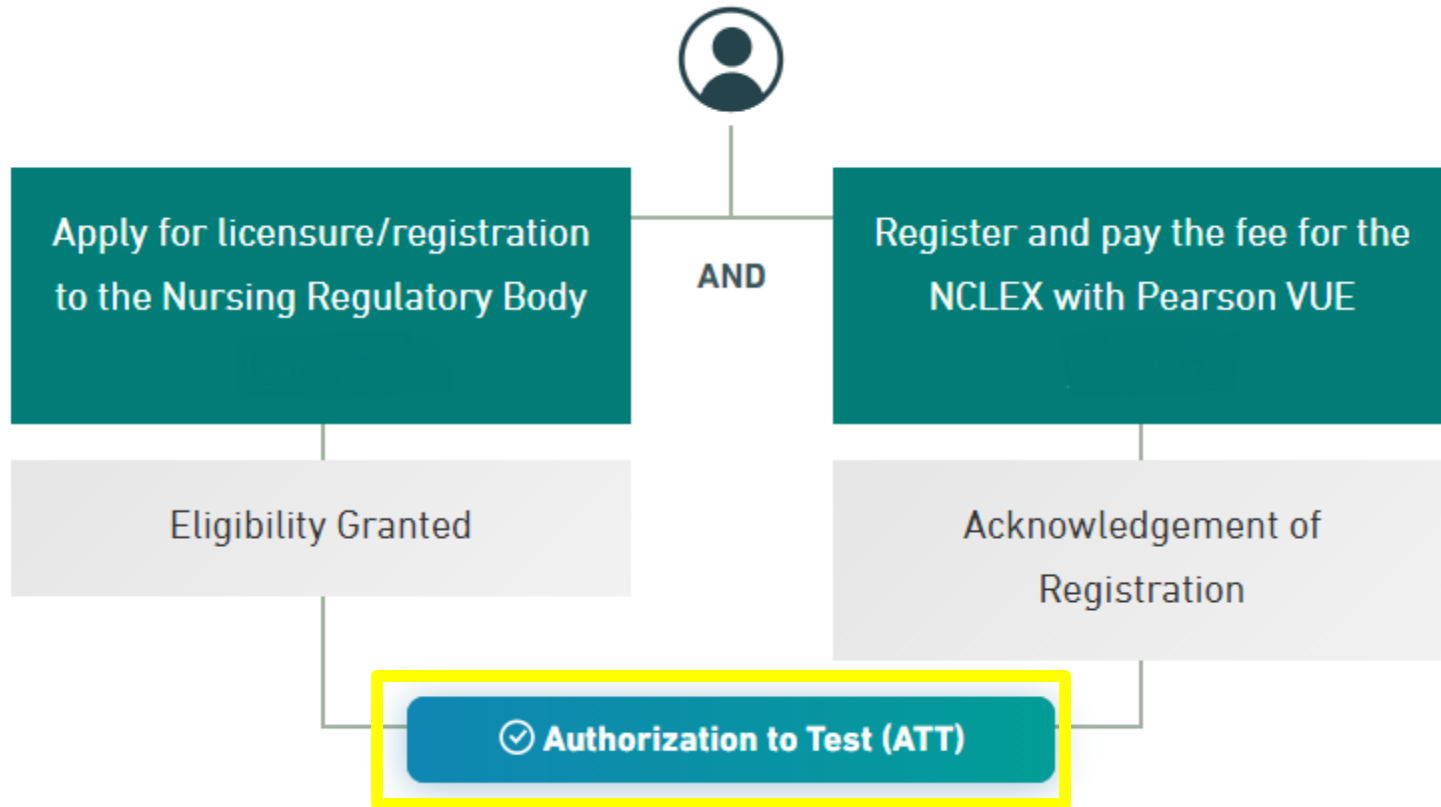 Apply for licensure/registration
to the Nursing Regulatory Body
AND
Register and pay the fee for the
NCLEX with Pearson VUE
Eligibility Granted
Acknowledgement of
Registration
Authorization to Test (ATT)